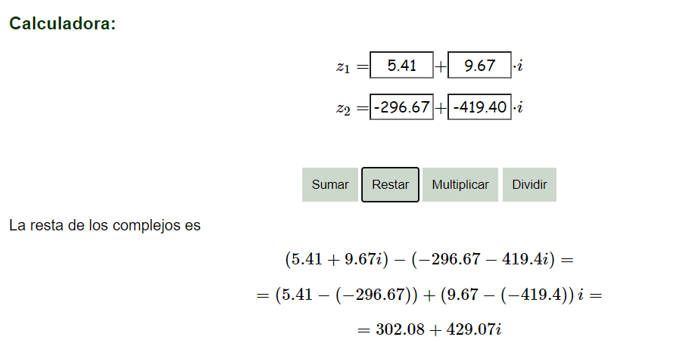 Calculadora:
z₁ = 5.41 + 9.67 ·i
z₂ = -296.67 + -419.40 ·i
Sumar Restar Multiplicar Dividir
La resta de los complejos es
(5.41 + 9.67i) − (−296.67 − 419.4i) =
= (5.41 − (−296.67)) + (9.67 − (−419.4)) i =
= 302.08 + 429.07i